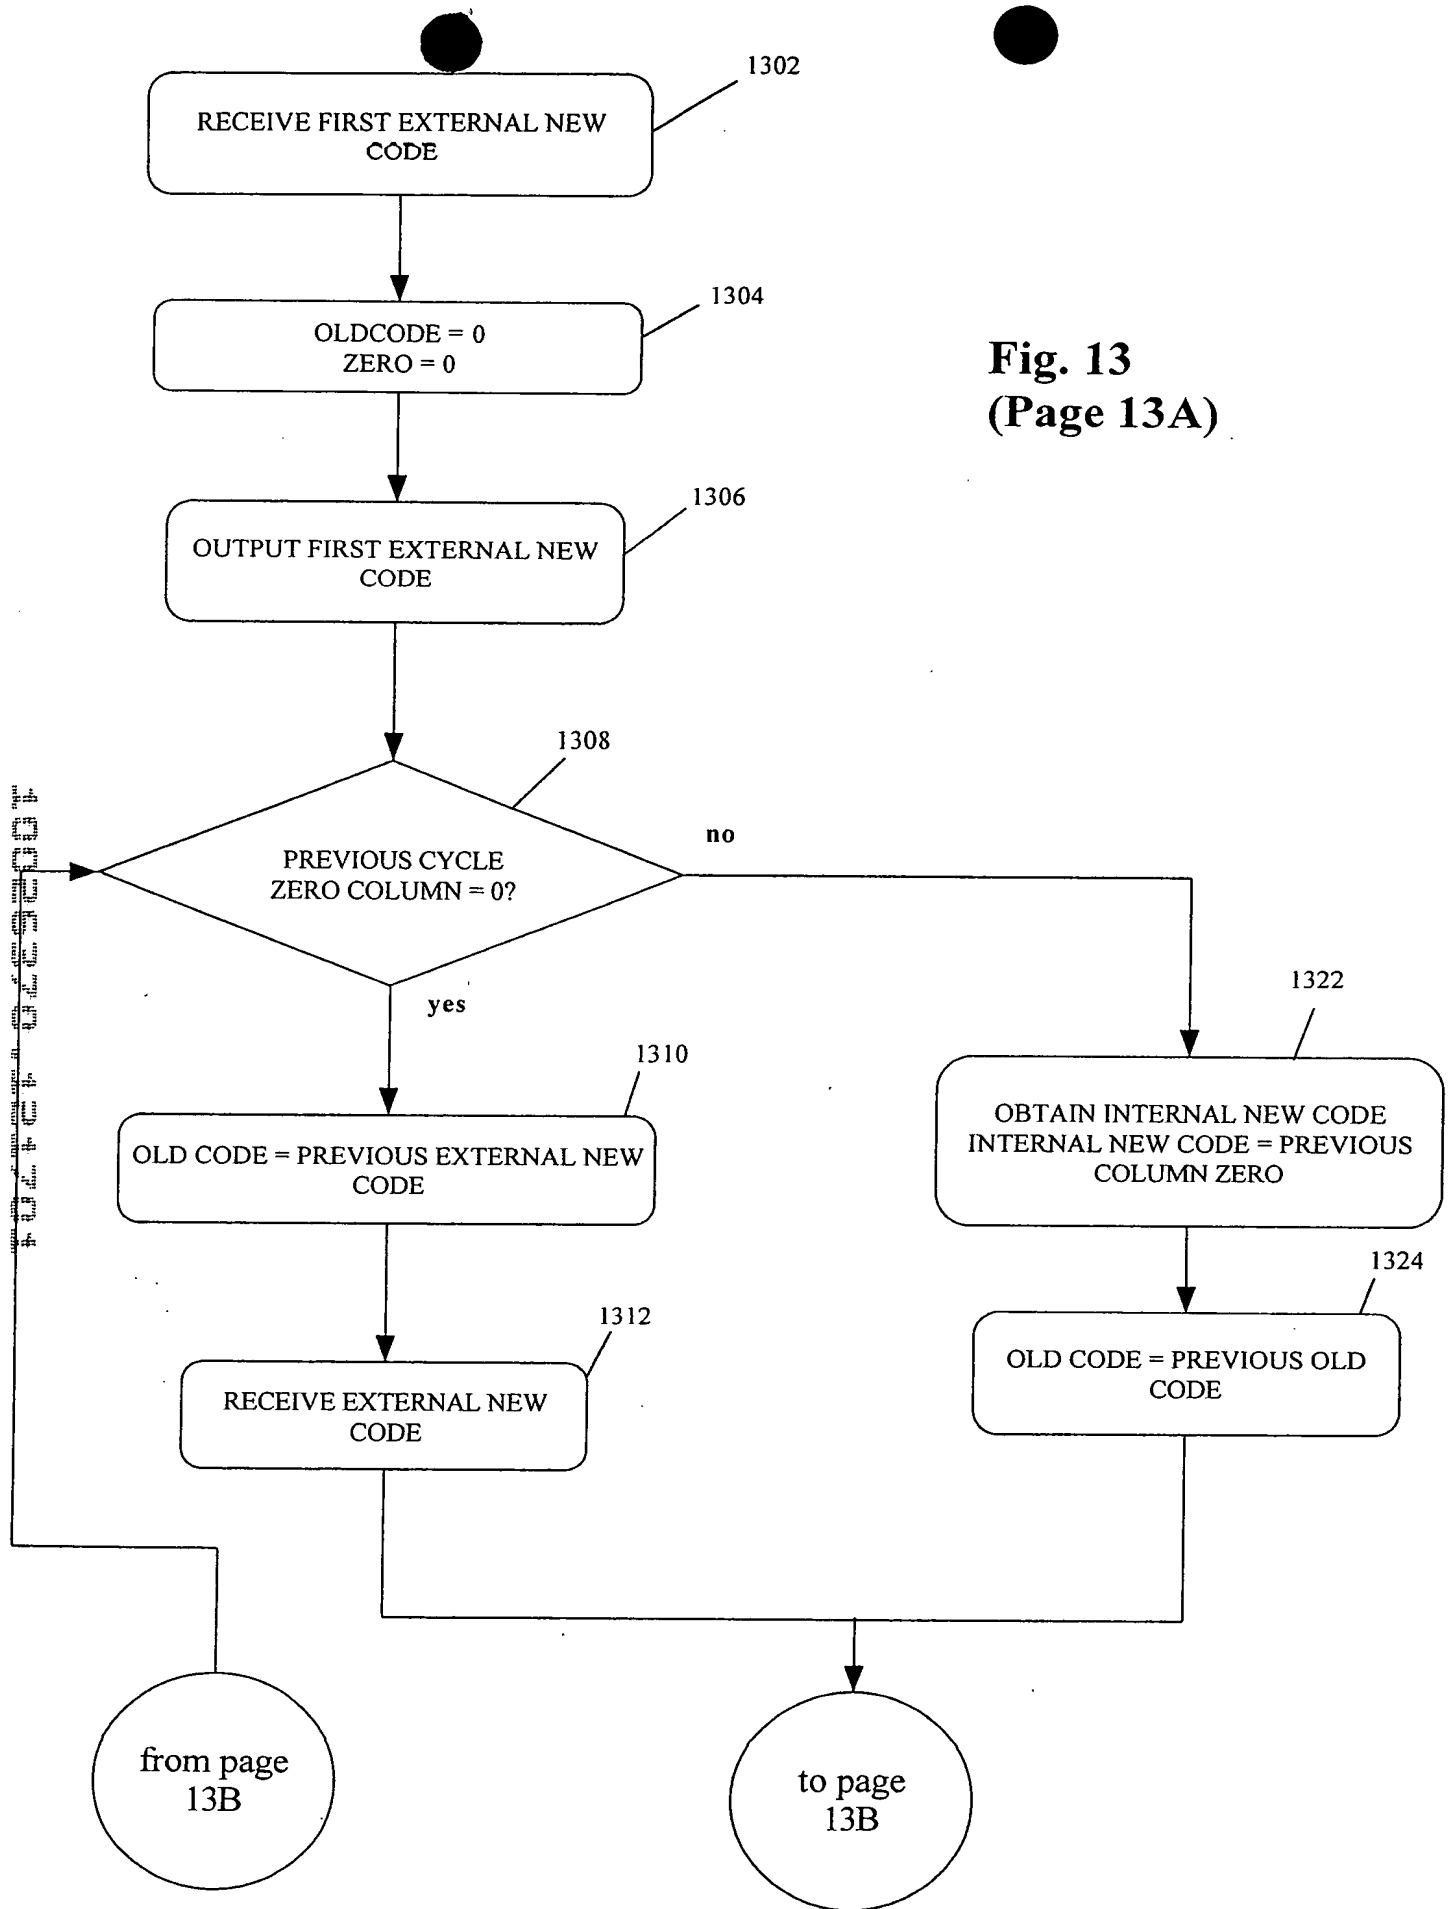 1302
RECEIVE FIRST EXTERNAL NEW
CODE
1304
OLDCODE = 0
ZERO = 0
Fig. 13
(Page 13A)
1306
OUTPUT FIRST EXTERNAL NEW
CODE
1308
PREVIOUS CYCLE
ZERO COLUMN = 0?
no
yes
1310
OLD CODE = PREVIOUS EXTERNAL NEW
CODE
1312
RECEIVE EXTERNAL NEW
CODE
1322
OBTAIN INTERNAL NEW CODE
INTERNAL NEW CODE = PREVIOUS
COLUMN ZERO
1324
OLD CODE = PREVIOUS OLD
CODE
from page
13B
to page
13B